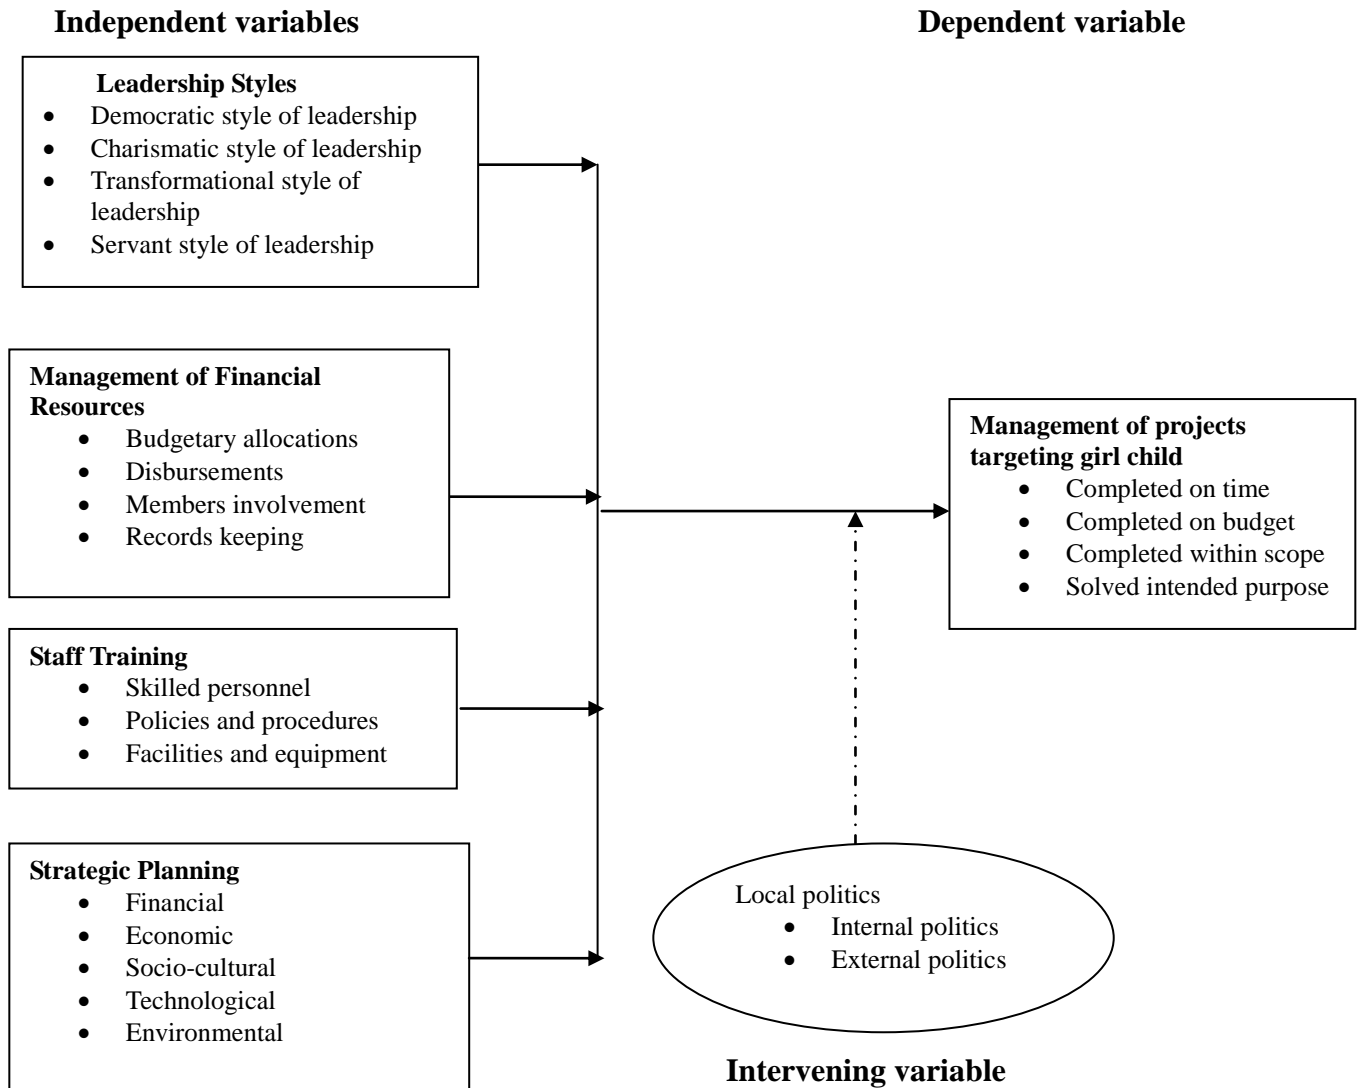 Independent variables
Dependent variable
Leadership Styles
• Democratic style of leadership
• Charismatic style of leadership
• Transformational style of
leadership
• Servant style of leadership
Management of Financial
Resources
• Budgetary allocations
• Disbursements
• Members involvement
• Records keeping
Staff Training
• Skilled personnel
• Policies and procedures
• Facilities and equipment
Strategic Planning
• Financial
• Economic
• Socio-cultural
• Technological
• Environmental
Management of projects
targeting girl child
• Completed on time
• Completed on budget
• Completed within scope
• Solved intended purpose
Local politics
• Internal politics
• External politics
Intervening variable